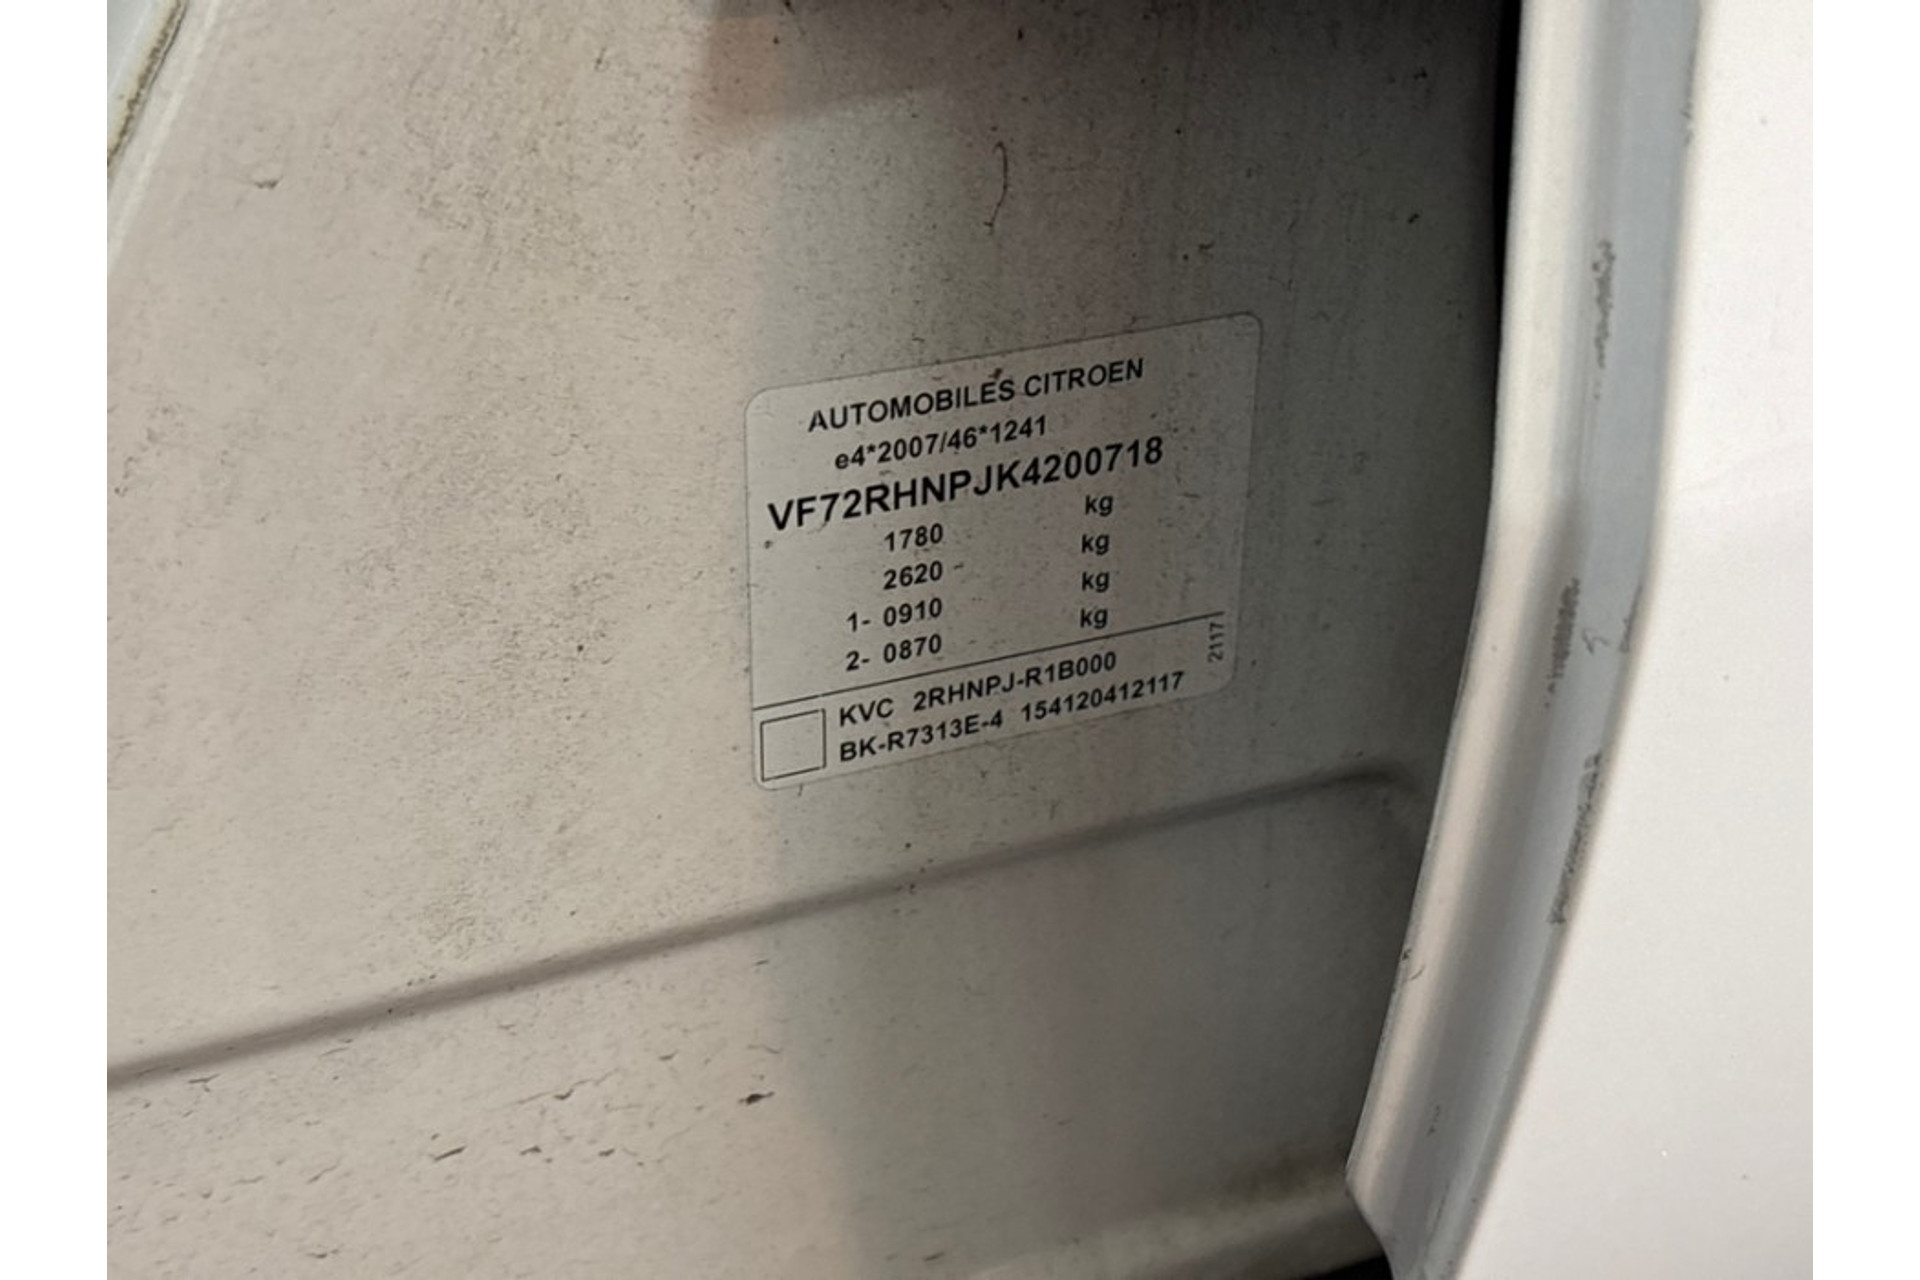 AUTOMOBILES CITROEN
e4*2007/46*1241
VF72RHNPJK4200718
1780 kg
2620 kg
1- 0910 kg
2- 0870 kg
2117
KVC 2RHNPJ-R1B000
BK-R7313E-4 154120412117